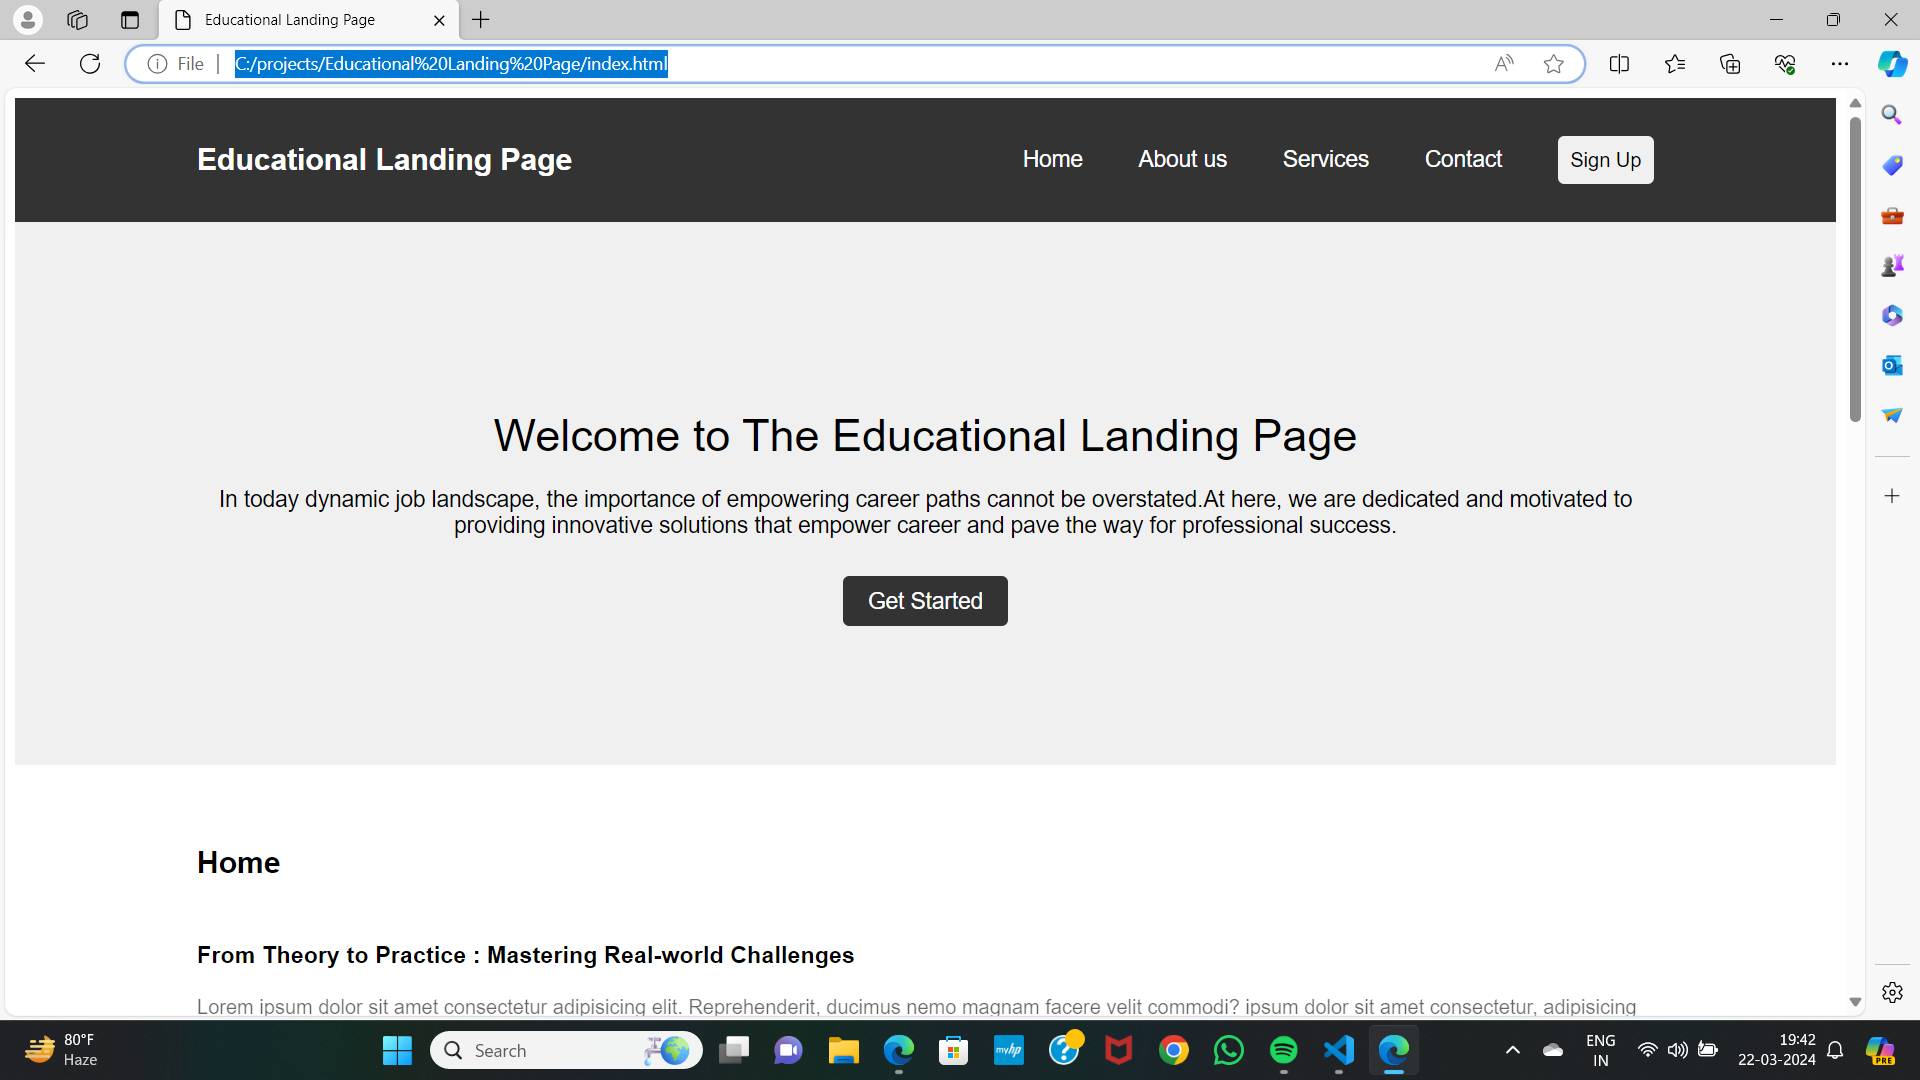 Educational Landing Page
File
C:/projects/Educational%20Landing%20Page/index.html
Educational Landing Page
Home
About us
Services
Contact
Sign Up
Welcome to The Educational Landing Page
In today dynamic job landscape, the importance of empowering career paths cannot be overstated.At here, we are dedicated and motivated to
providing innovative solutions that empower career and pave the way for professional success.
Get Started
Home
From Theory to Practice : Mastering Real-world Challenges
Lorem ipsum dolor sit amet consectetur adipisicing elit. Reprehenderit, ducimus nemo magnam facere velit commodi? ipsum dolor sit amet consectetur, adipisicing
80°F
Haze
Search
myhp
ENG
IN
19:42
22-03-2024
PRE